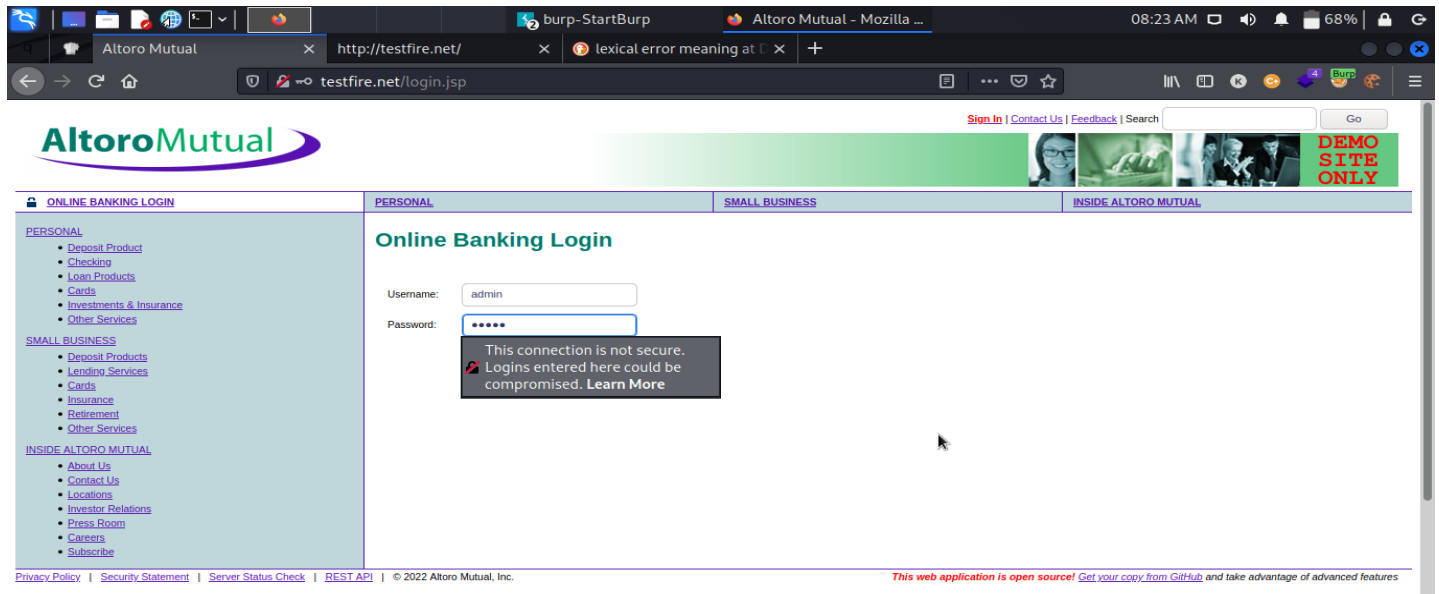 burp-StartBurp Altoro Mutual - Mozilla ... 08:23 AM 68%
Altoro Mutual http://testfire.net/ lexical error meaning at
testfire.net/login.jsp 4 Burp
Sign In | Contact Us | Feedback | Search Go
AltoroMutual
DEMO
SITE
ONLY
ONLINE BANKING LOGIN PERSONAL SMALL BUSINESS INSIDE ALTORO MUTUAL
PERSONAL
Deposit Product
Checking
Loan Products
Cards
Investments & Insurance
Other Services
SMALL BUSINESS
Deposit Products
Lending Services
Cards
Insurance
Retirement
Other Services
INSIDE ALTORO MUTUAL
About Us
Contact Us
Locations
Investor Relations
Press Room
Careers
Subscribe
Online Banking Login
Username: admin
Password: •••••
This connection is not secure.
Logins entered here could be
compromised. Learn More
Privacy Policy | Security Statement | Server Status Check | REST API | © 2022 Altoro Mutual, Inc. This web application is open source! Get your copy from GitHub and take advantage of advanced features